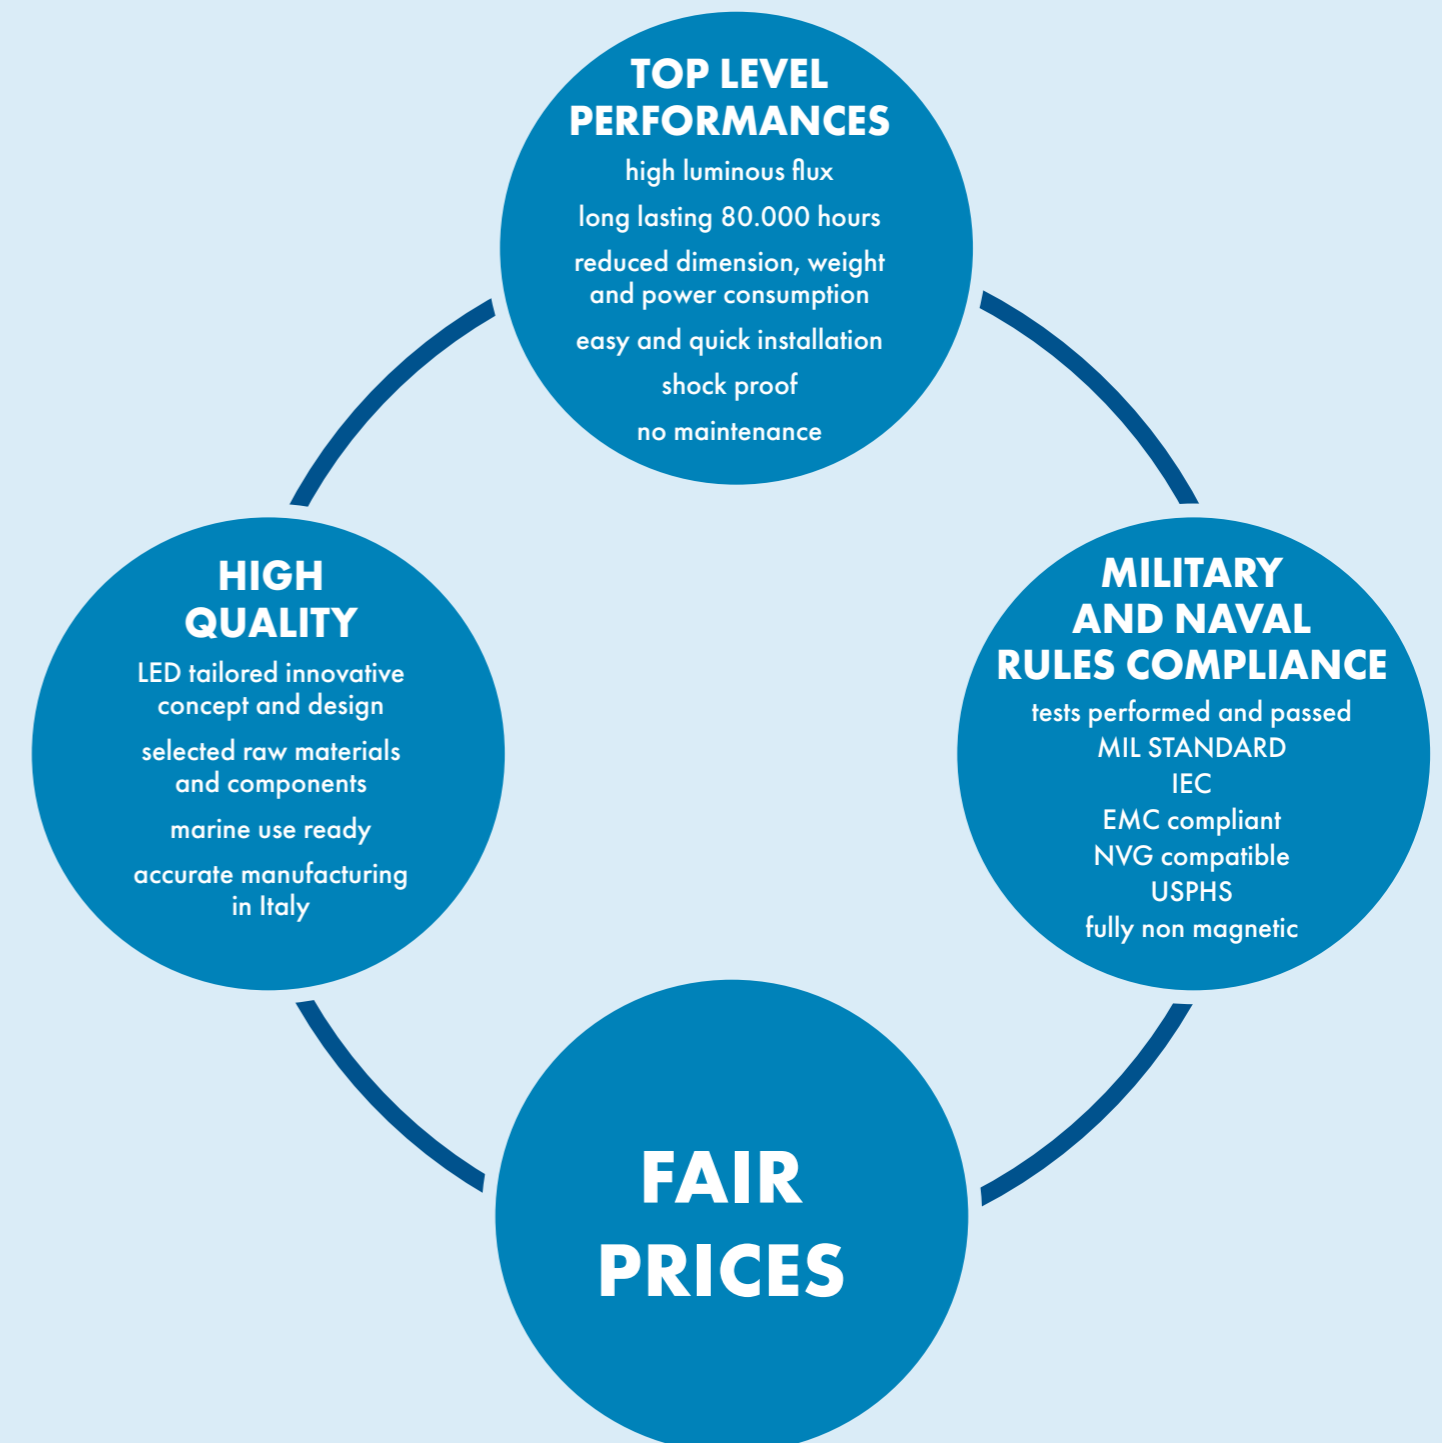 TOP LEVEL
PERFORMANCES
high luminous flux
long lasting 80.000 hours
reduced dimension, weight
and power consumption
easy and quick installation
shock proof
no maintenance
HIGH
QUALITY
LED tailored innovative
concept and design
selected raw materials
and components
marine use ready
accurate manufacturing
in Italy
MILITARY
AND NAVAL
RULES COMPLIANCE
tests performed and passed
MIL STANDARD
IEC
EMC compliant
NVG compatible
USPHS
fully non magnetic
FAIR
PRICES